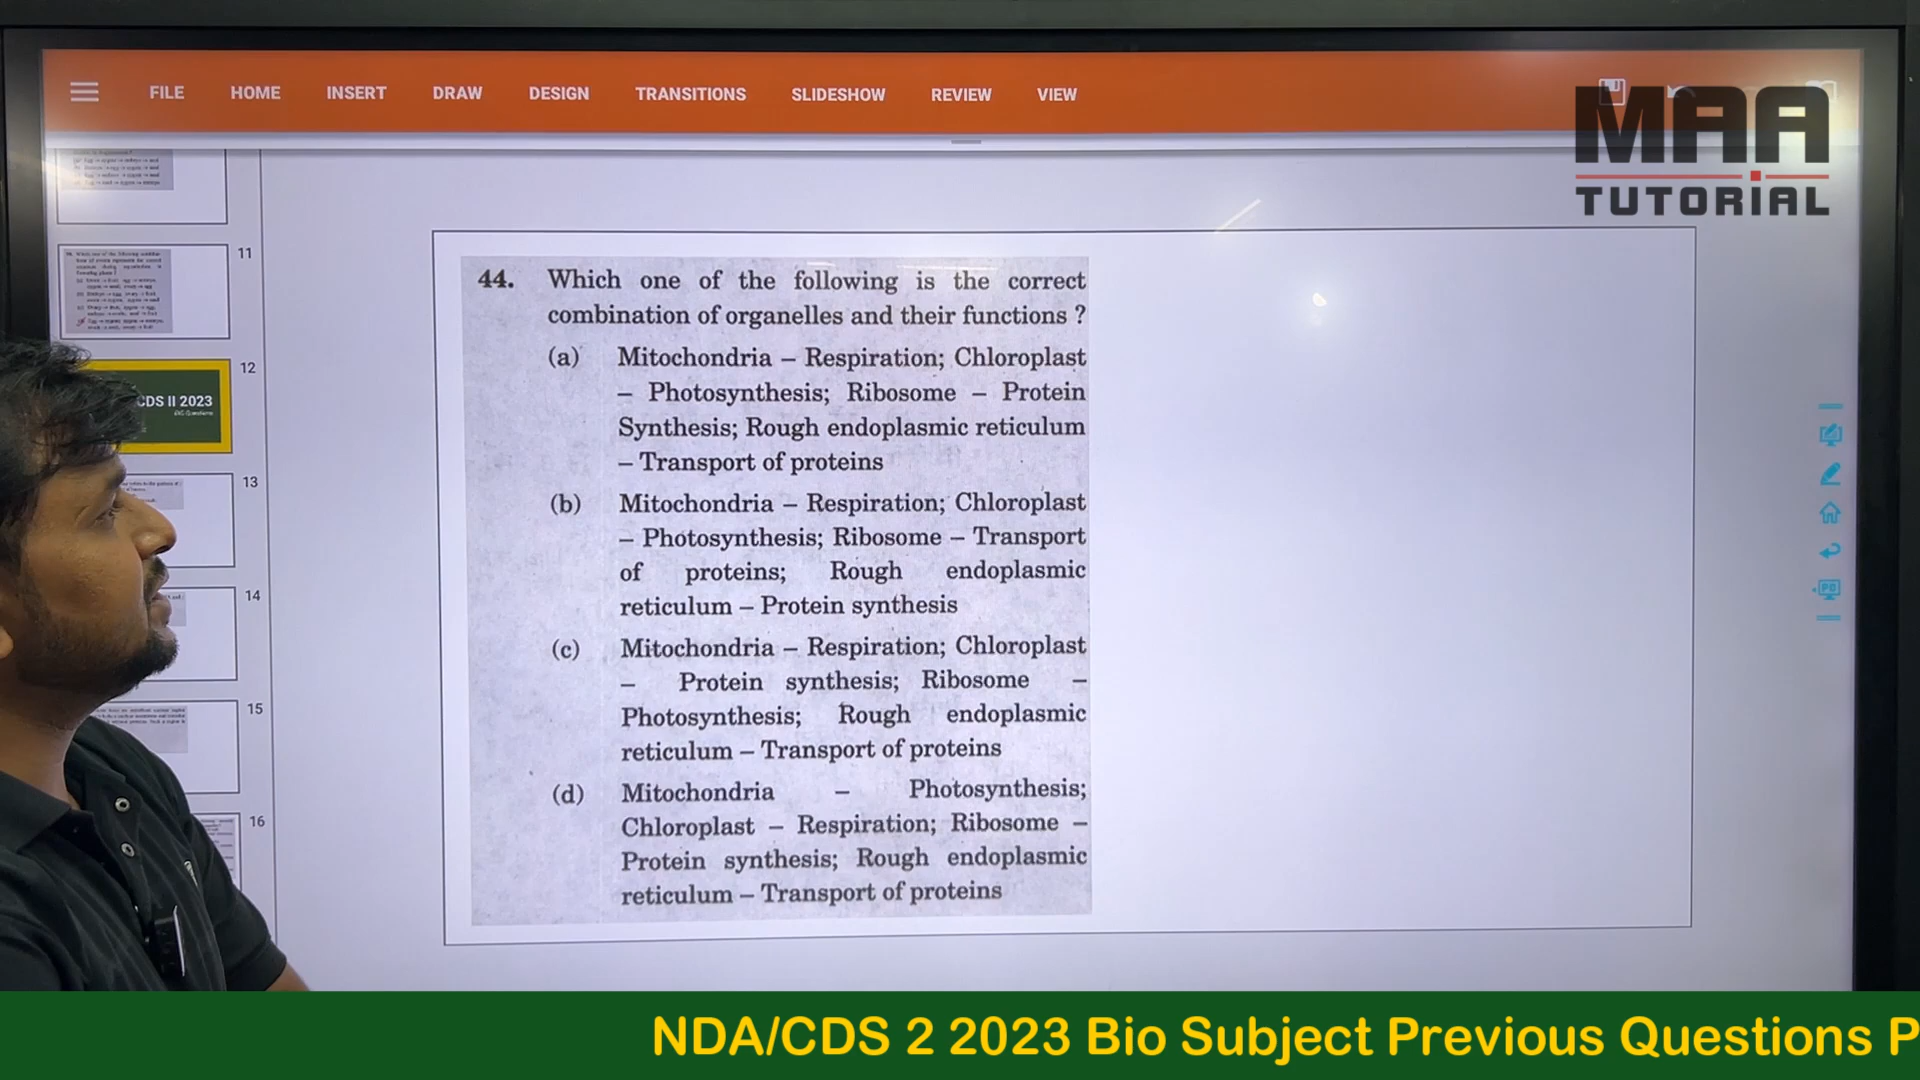 FILE HOME INSERT DRAW DESIGN TRANSITIONS SLIDESHOW REVIEW VIEW
MAA
TUTORIAL
11
12
CDS II 2023
13
14
15
16
44. Which one of the following is the correct
combination of organelles and their functions ?
(a) Mitochondria – Respiration; Chloroplast
– Photosynthesis; Ribosome – Protein
Synthesis; Rough endoplasmic reticulum
– Transport of proteins
(b) Mitochondria – Respiration; Chloroplast
– Photosynthesis; Ribosome – Transport
of proteins; Rough endoplasmic
reticulum – Protein synthesis
(c) Mitochondria – Respiration; Chloroplast
– Protein synthesis; Ribosome –
Photosynthesis; Rough endoplasmic
reticulum – Transport of proteins
(d) Mitochondria – Photosynthesis;
Chloroplast – Respiration; Ribosome –
Protein synthesis; Rough endoplasmic
reticulum – Transport of proteins
NDA/CDS 2 2023 Bio Subject Previous Questions P